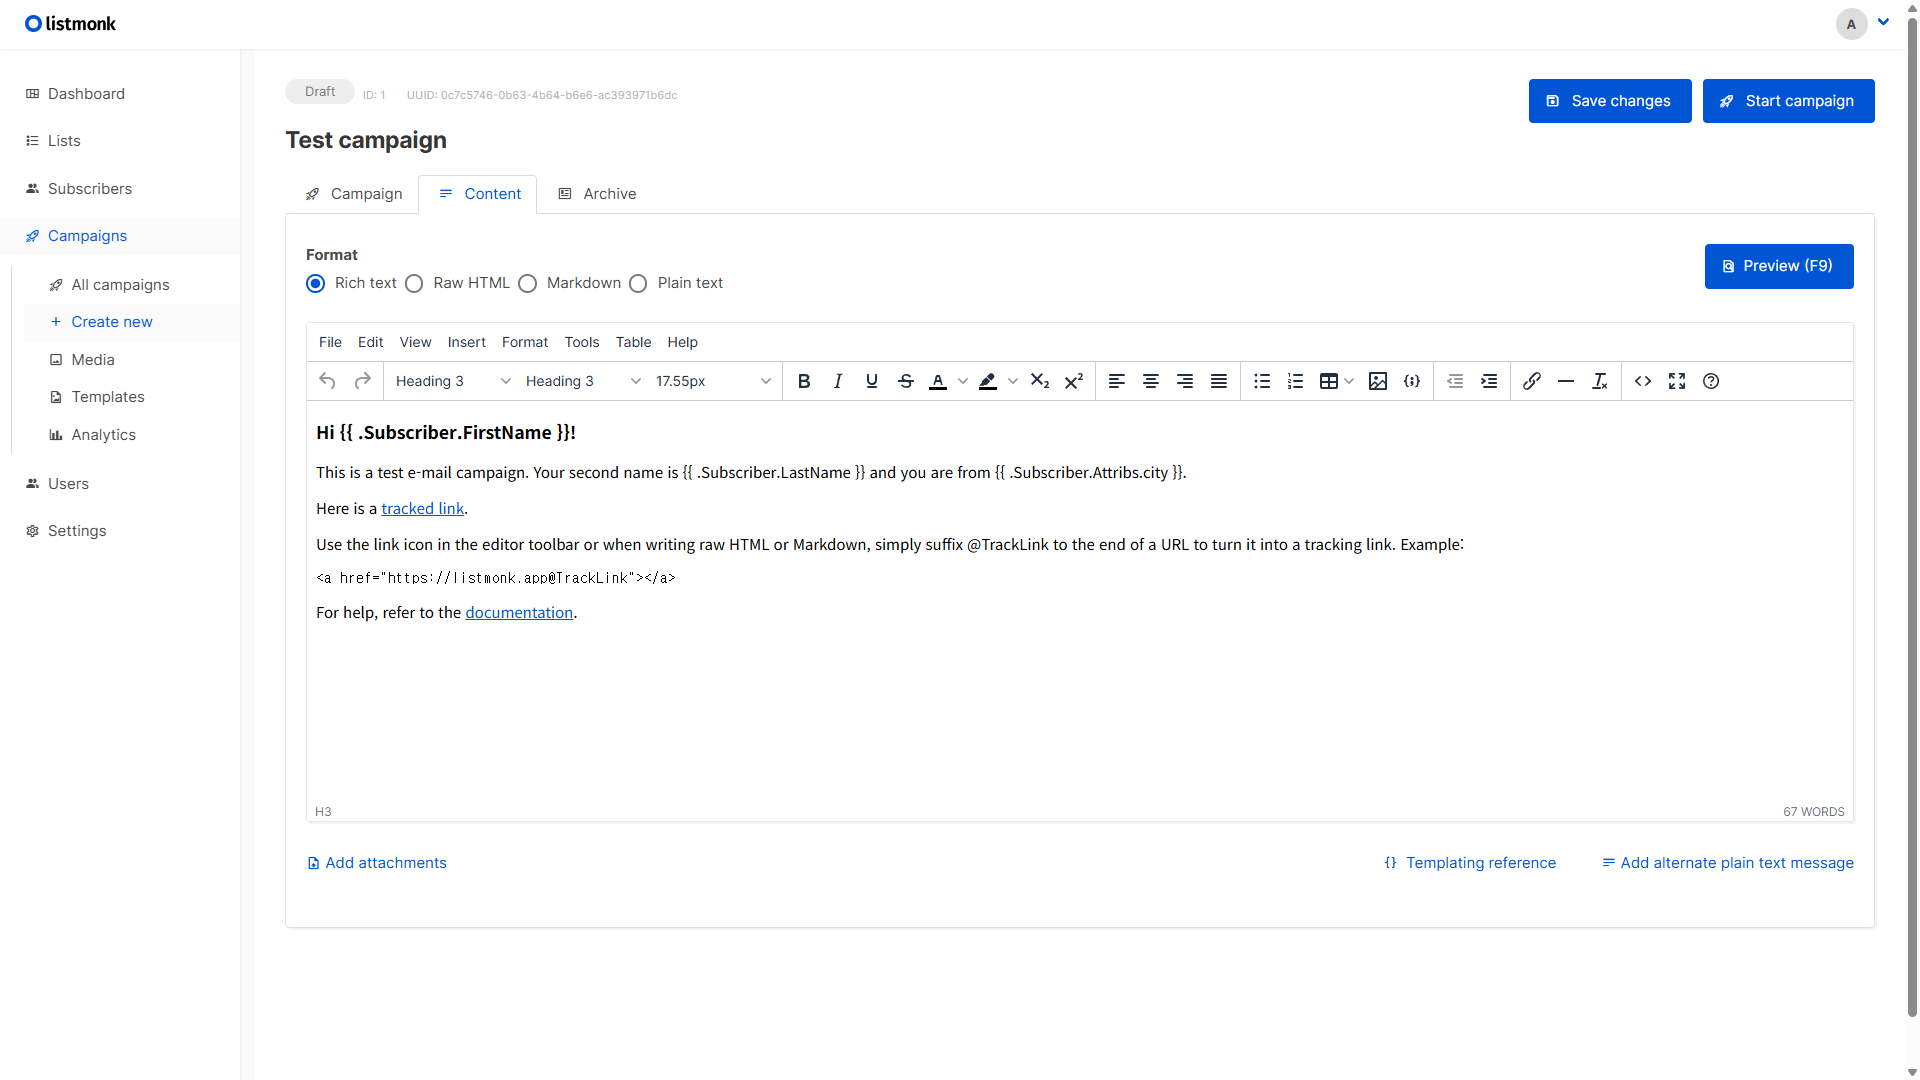 listmonk
A
Dashboard
Lists
Subscribers
Campaigns
All campaigns
Create new
Media
Templates
Analytics
Users
Settings
Draft ID: 1 UUID: 0c7c5746-0b63-4b64-b6e6-ac393971b6dc
Save changes Start campaign
Test campaign
Campaign Content Archive
Format
Rich text Raw HTML Markdown Plain text
Preview (F9)
File Edit View Insert Format Tools Table Help
Heading 3 Heading 3 17.55px
Hi {{ .Subscriber.FirstName }}!
This is a test e-mail campaign. Your second name is {{ .Subscriber.LastName }} and you are from {{ .Subscriber.Attribs.city }}.
Here is a tracked link.
Use the link icon in the editor toolbar or when writing raw HTML or Markdown, simply suffix @TrackLink to the end of a URL to turn it into a tracking link. Example:
<a href="https://listmonk.app@TrackLink"></a>
For help, refer to the documentation.
H3 67 WORDS
Add attachments Templating reference Add alternate plain text message